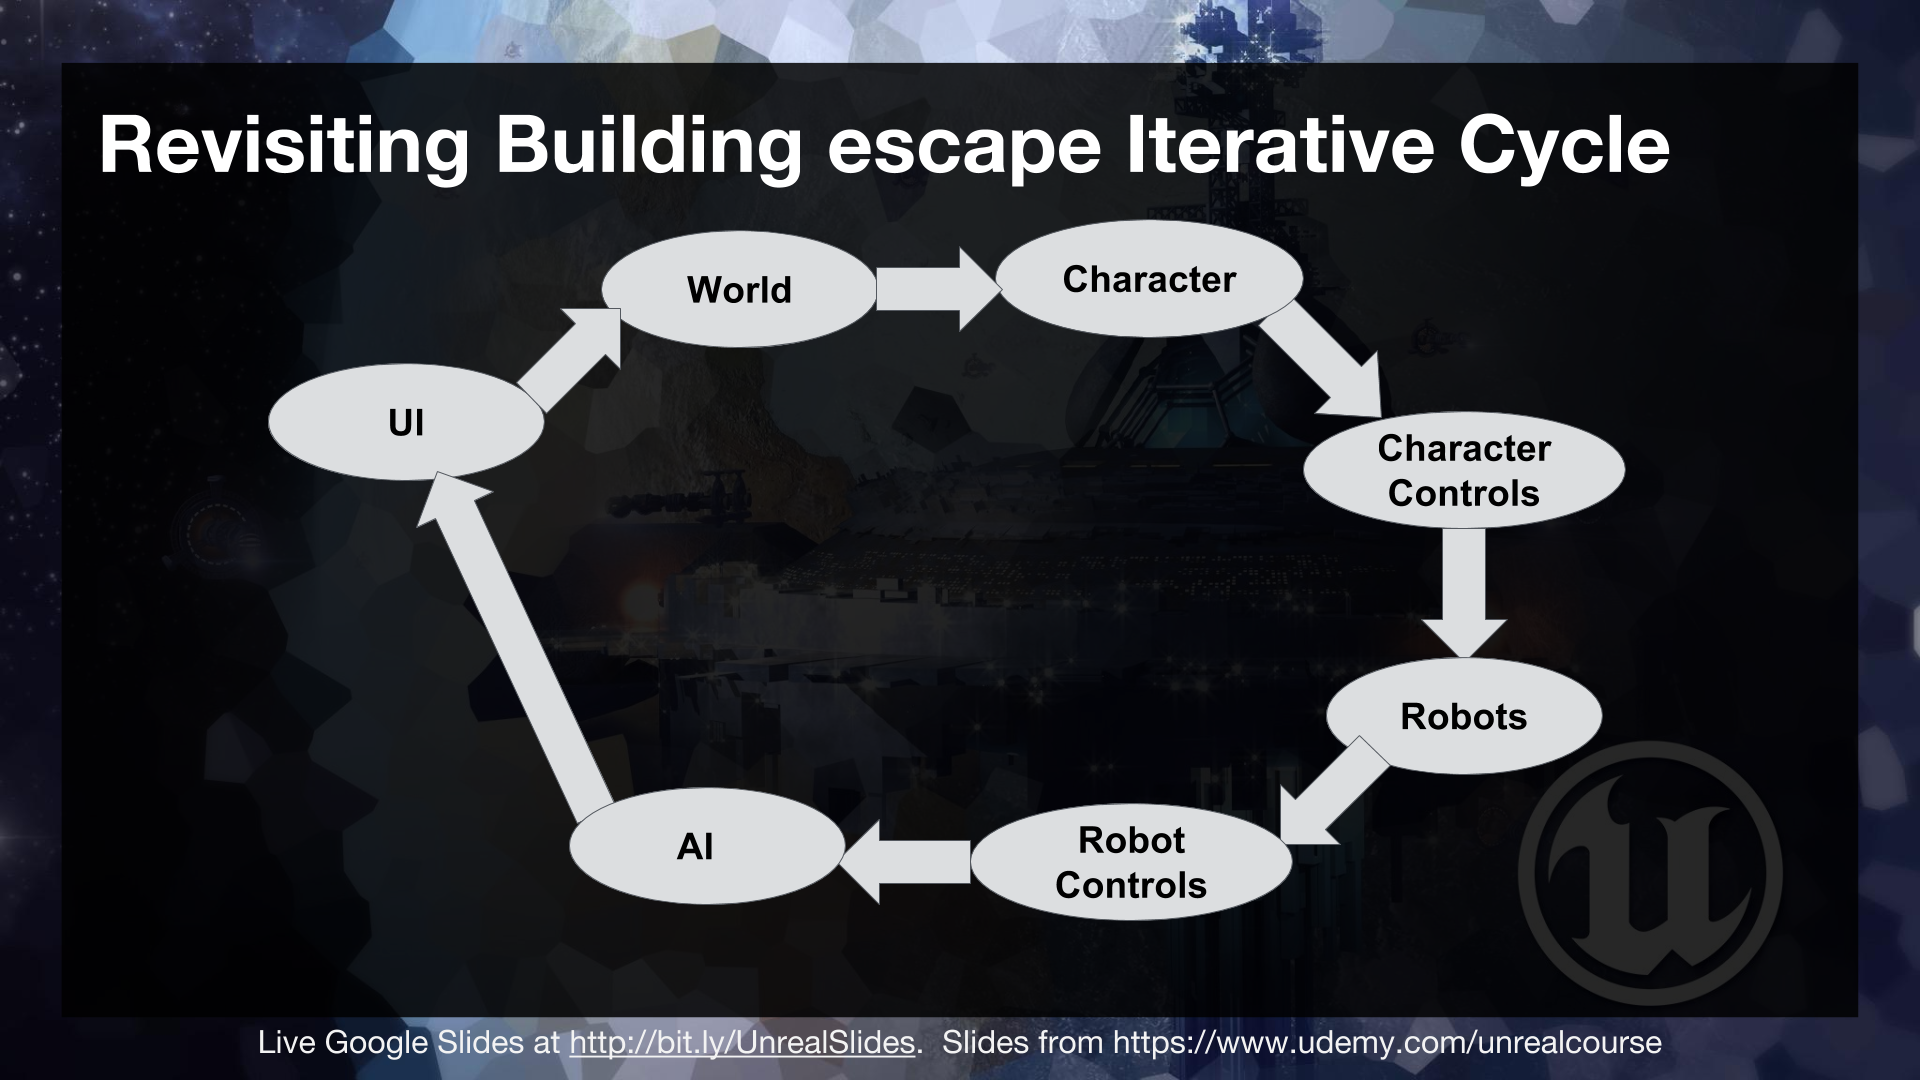 Revisiting Building escape Iterative Cycle
World
Character
UI
Character
Controls
Robots
Robot
Controls
AI
Live Google Slides at http://bit.ly/UnrealSlides.  Slides from https://www.udemy.com/unrealcourse